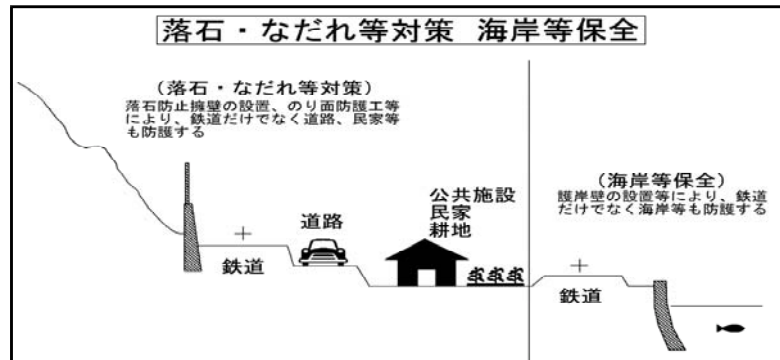 落石・なだれ等対策 海岸等保全
（落石・なだれ等対策）
落石防止擁壁の設置、のり面防護工等
により、鉄道だけでなく道路、民家等
も防護する
（海岸等保全）
護岸壁の設置等により、鉄道
だけでなく海岸等も防護する
公共施設
民家
耕地
道路
鉄道
鉄道